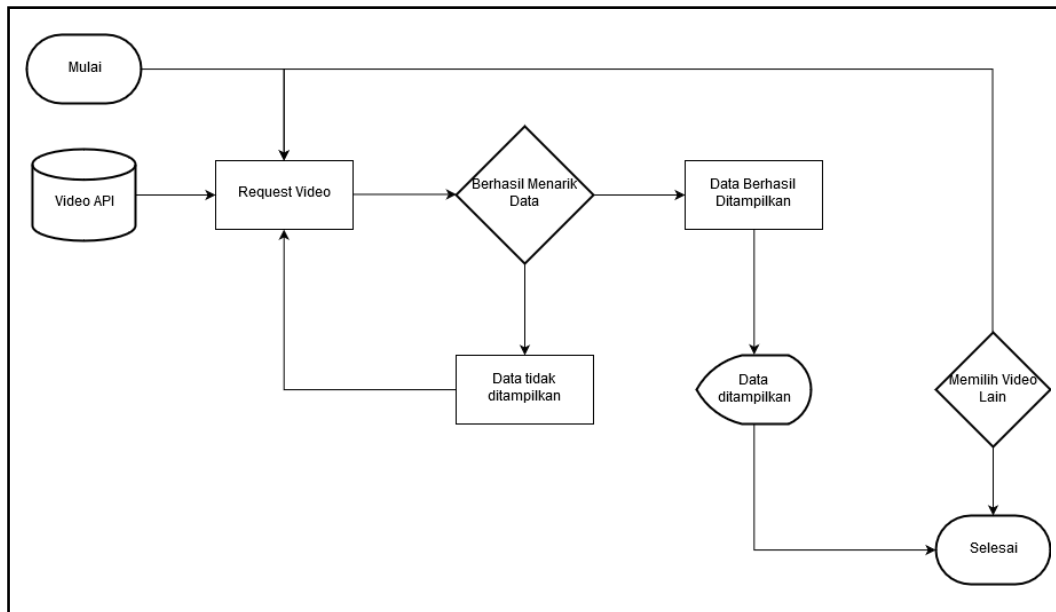 Mulai
Video API
Request Video
Berhasil Menarik
Data
Data Berhasil
Ditampilkan
Data tidak
ditampilkan
Data
ditampilkan
Memilih Video
Lain
Selesai